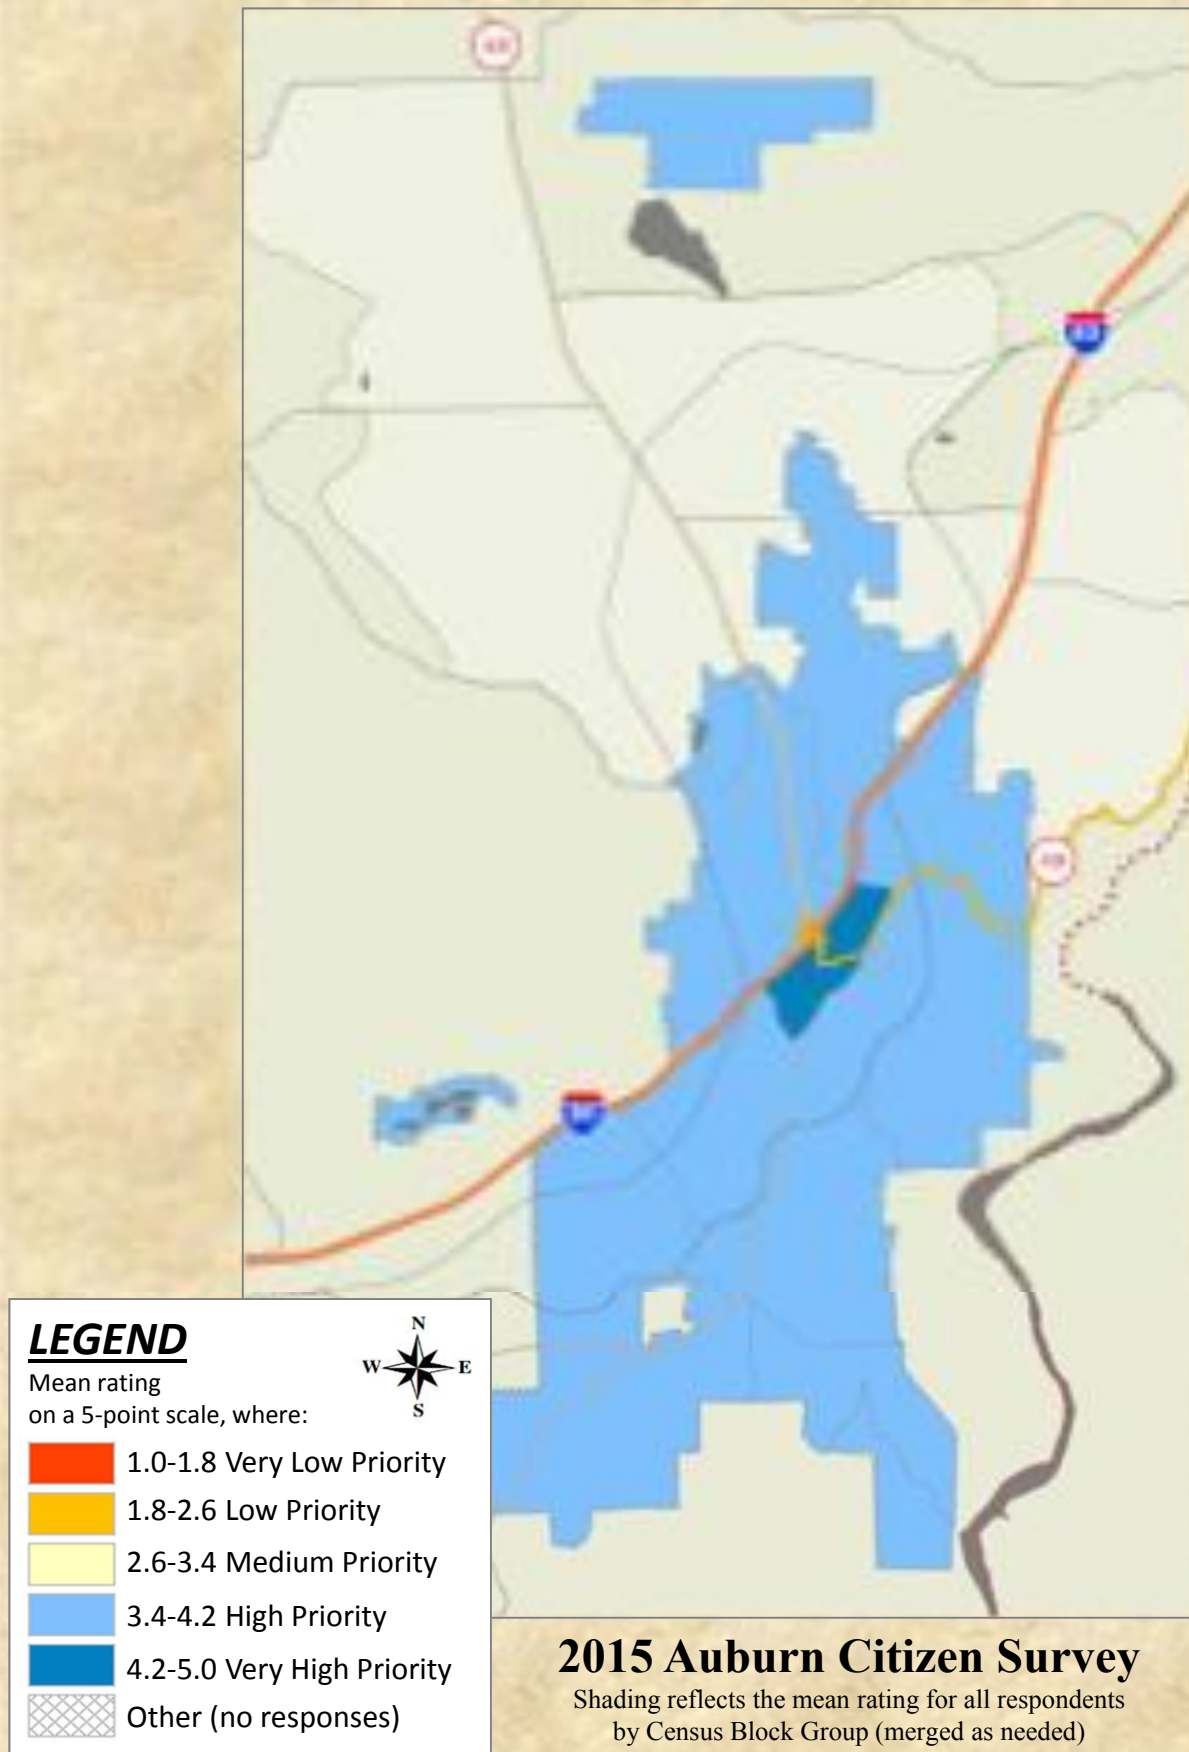 LEGEND
Mean rating
on a 5-point scale, where:
N
W
E
S
1.0-1.8 Very Low Priority
1.8-2.6 Low Priority
2.6-3.4 Medium Priority
3.4-4.2 High Priority
4.2-5.0 Very High Priority
Other (no responses)
2015 Auburn Citizen Survey
Shading reflects the mean rating for all respondents
by Census Block Group (merged as needed)